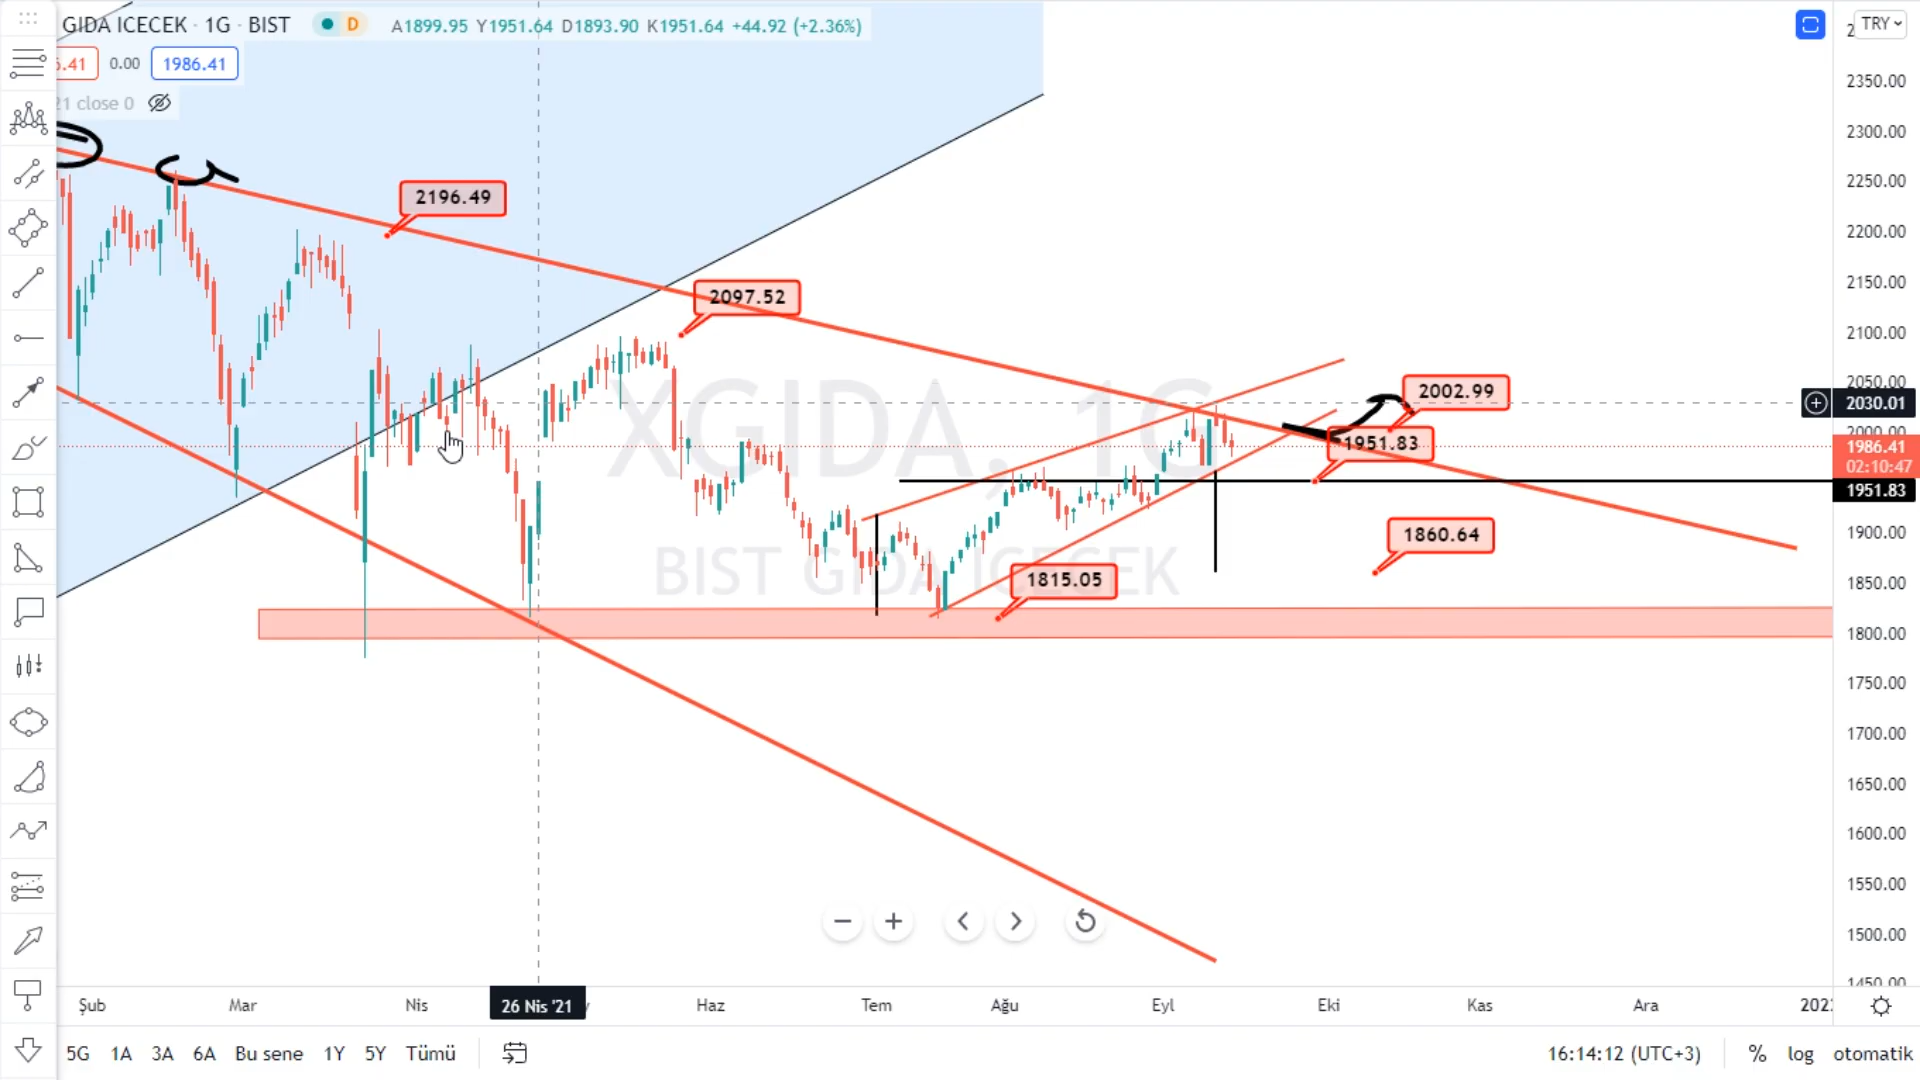 GIDA ICECEK · 1G · BIST
D
A1899.95 Y1951.64 D1893.90 K1951.64 +44.92 (+2.36%)
TRY
6.41 0.00 1986.41
21 close 0
2196.49
2097.52
2002.99
1951.83
1860.64
1815.05
XGIDA, 1G
BIST GIDA ICECEK
2350.00
2300.00
2250.00
2200.00
2150.00
2100.00
2050.00
2030.01
2000.00
1986.41
02:10:47
1951.83
1900.00
1850.00
1800.00
1750.00
1700.00
1650.00
1600.00
1550.00
1500.00
1450.00
Şub Mar Nis 26 Nis '21 Haz Tem Ağu Eyl Eki Kas Ara 202
5G 1A 3A 6A Bu sene 1Y 5Y Tümü
16:14:12 (UTC+3) % log otomatik